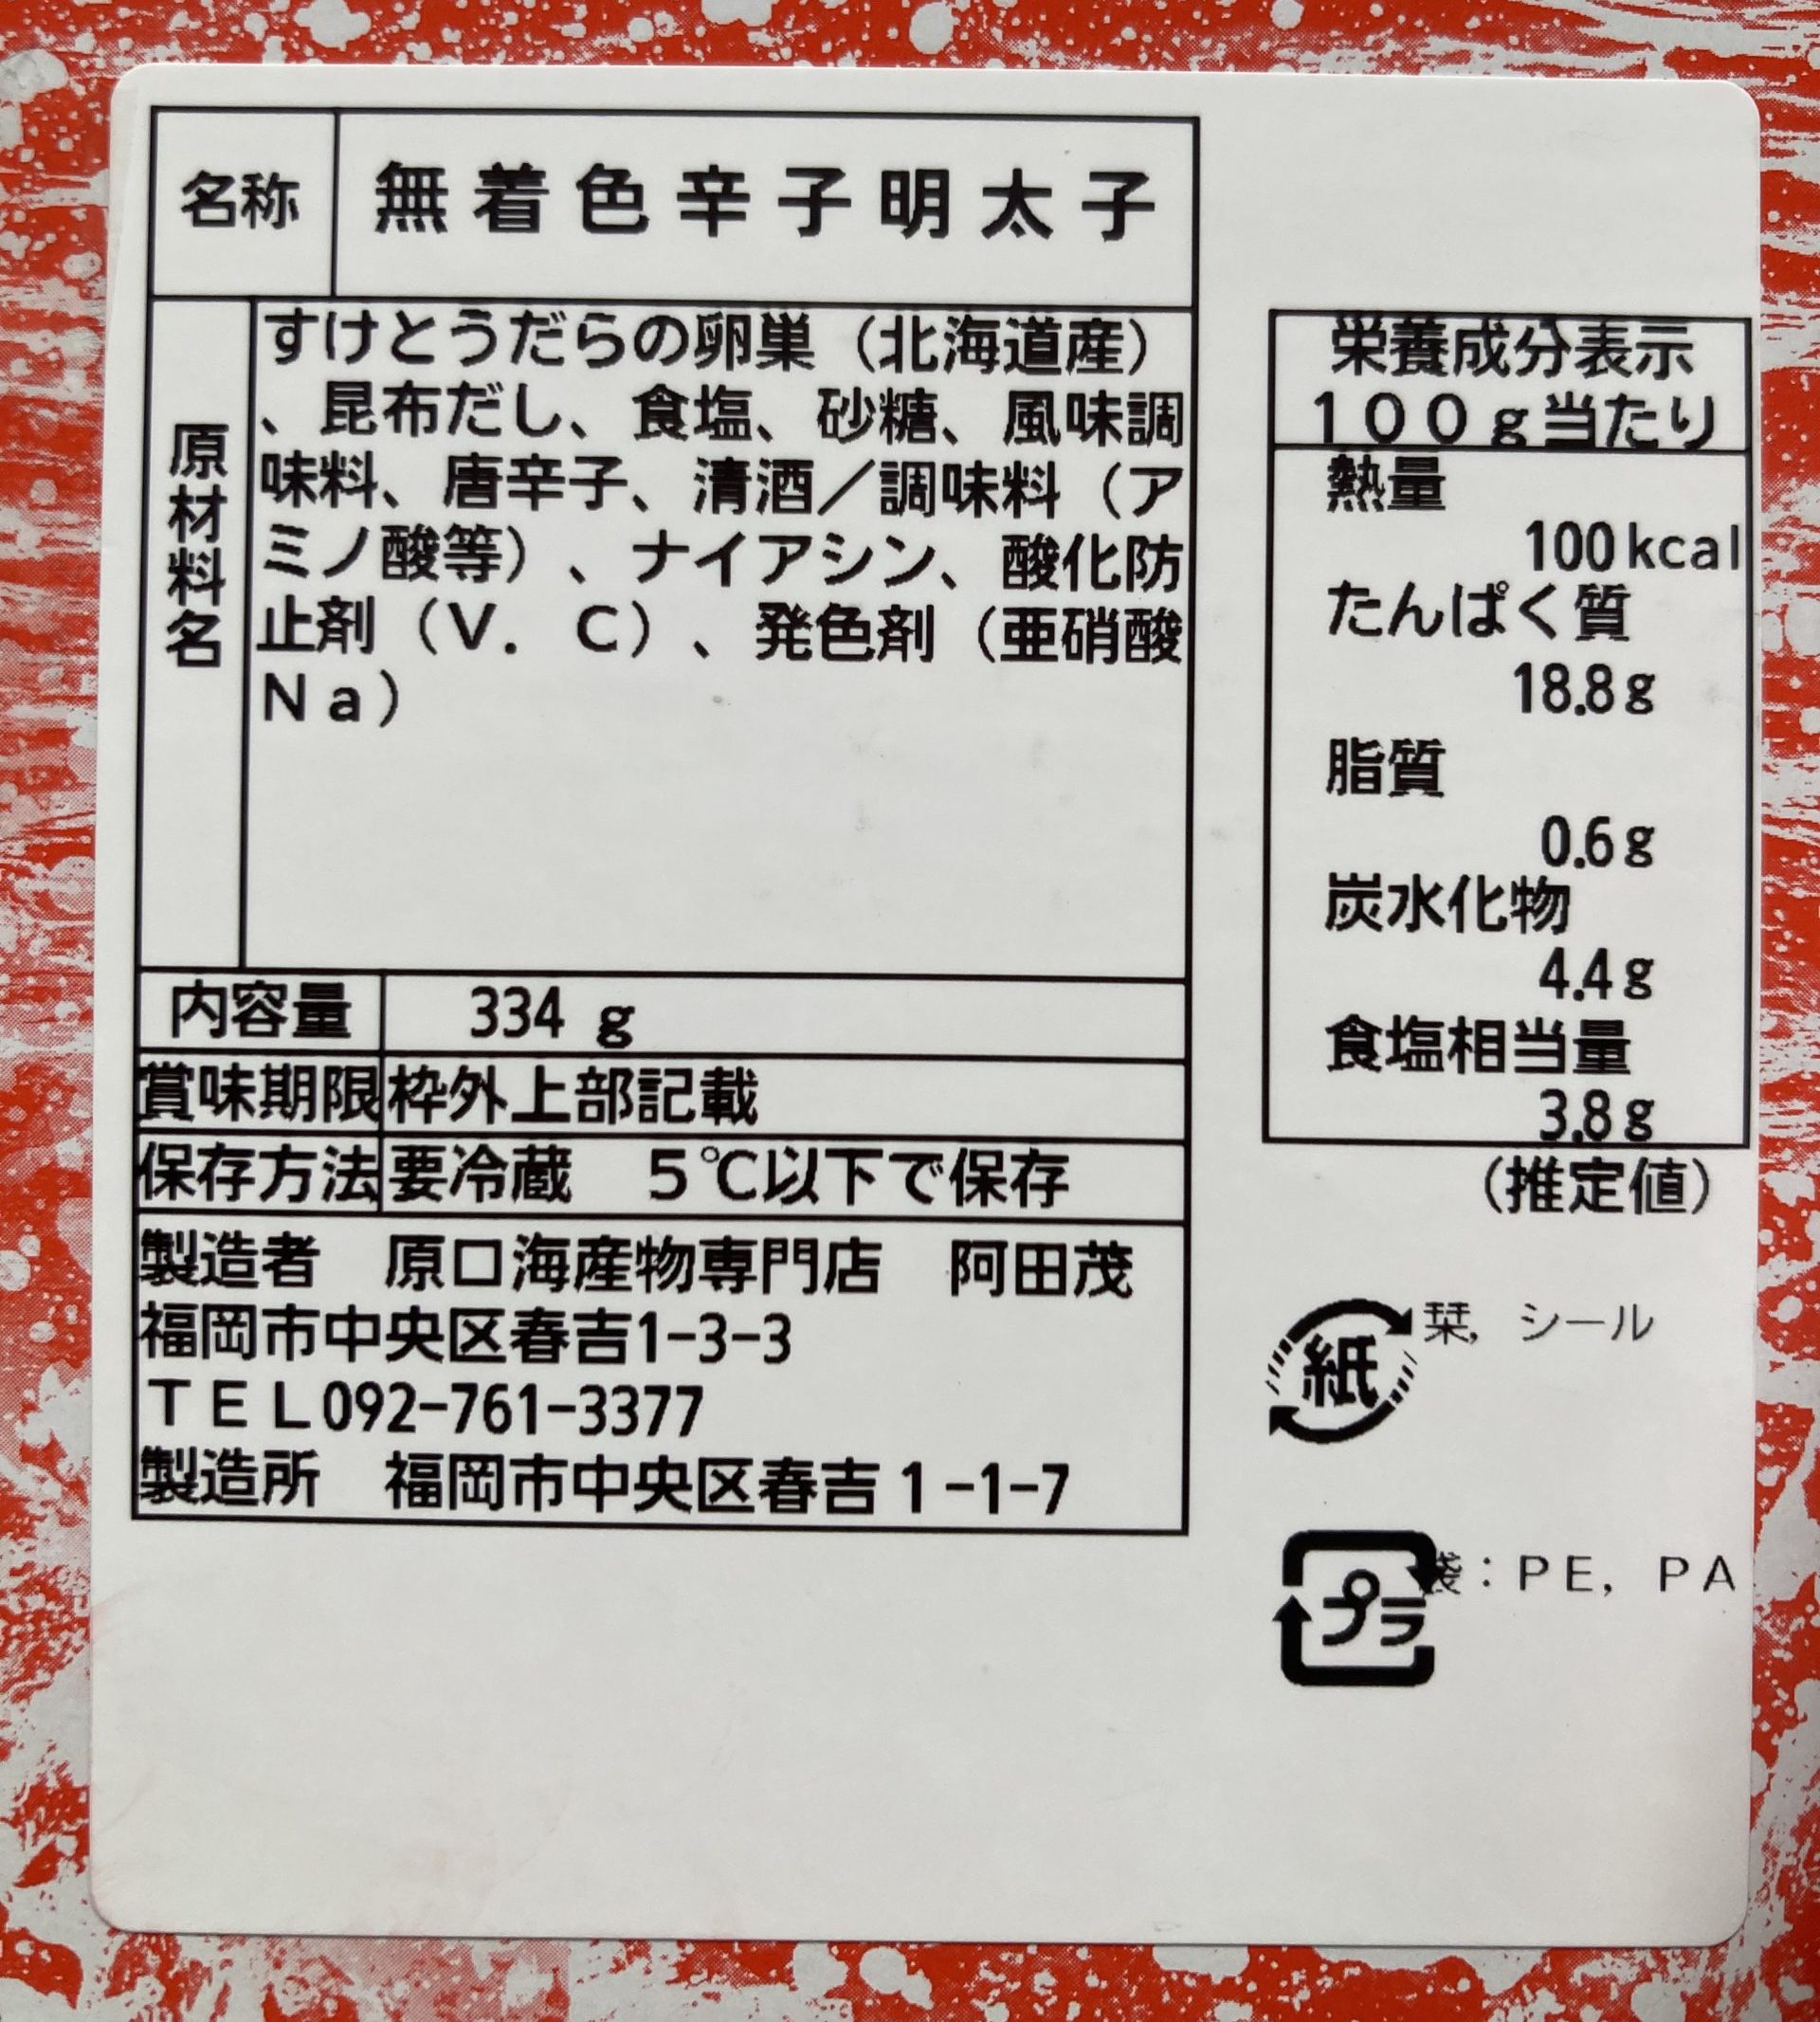 名称 無着色辛子明太子
原材料名
すけとうだらの卵巣（北海道産）
、昆布だし、食塩、砂糖、風味調
味料、唐辛子、清酒／調味料（ア
ミノ酸等）、ナイアシン、酸化防
止剤（V．C）、発色剤（亜硝酸
Na）
内容量 334 g
賞味期限 枠外上部記載
保存方法 要冷蔵 5℃以下で保存
製造者 原口海産物専門店 阿田茂
福岡市中央区春吉1-3-3
TEL092-761-3377
製造所 福岡市中央区春吉1-1-7
栄養成分表示
100g当たり
熱量
100kcal
たんぱく質
18.8g
脂質
0.6g
炭水化物
4.4g
食塩相当量
3.8g
（推定値）
紙 栞，シール
プラ 袋：PE，PA